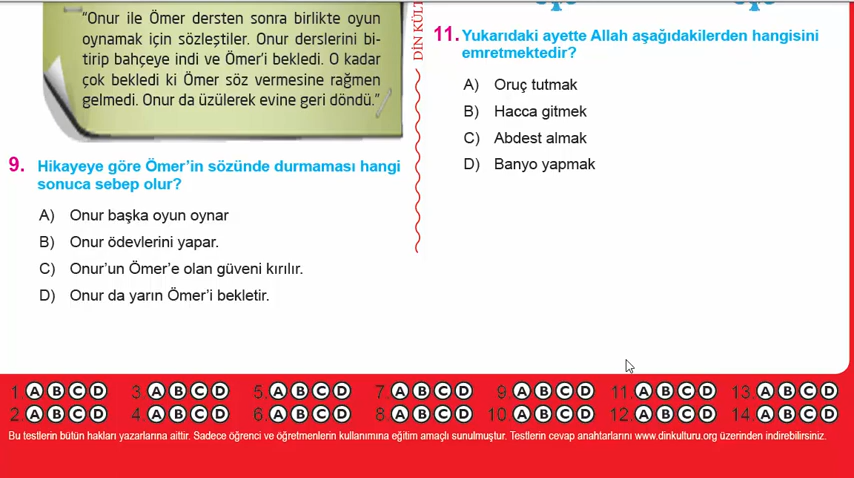 "Onur ile Ömer dersten sonra birlikte oyun
oynamak için sözleştiler. Onur derslerini bi-
tirip bahçeye indi ve Ömer'i bekledi. O kadar
çok bekledi ki Ömer söz vermesine rağmen
gelmedi. Onur da üzülerek evine geri döndü."
9. Hikayeye göre Ömer'in sözünde durmaması hangi
sonuca sebep olur?
A) Onur başka oyun oynar
B) Onur ödevlerini yapar.
C) Onur'un Ömer'e olan güveni kırılır.
D) Onur da yarın Ömer'i bekletir.
DİN KÜLT
11. Yukarıdaki ayette Allah aşağıdakilerden hangisini
emretmektedir?
A) Oruç tutmak
B) Hacca gitmek
C) Abdest almak
D) Banyo yapmak
1. A B C D 3. A B C D 5. A B C D 7. A B C D 9. A B C D 11. A B C D 13. A B C D
2. A B C D 4. A B C D 6. A B C D 8. A B C D 10. A B C D 12. A B C D 14. A B C D
Bu testlerin bütün hakları yazarlarına aittir. Sadece öğrenci ve öğretmenlerin kullanımına eğitim amaçlı sunulmuştur. Testlerin cevap anahtarlarını www.dinkulturu.org üzerinden indirebilirsiniz.